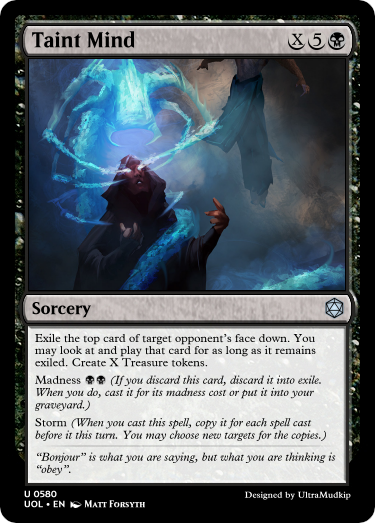 Taint Mind
X 5
Sorcery
Exile the top card of target opponent's face down. You
may look at and play that card for as long as it remains
exiled. Create X Treasure tokens.
Madness (If you discard this card, discard it into exile.
When you do, cast it for its madness cost or put it into your
graveyard.)
Storm (When you cast this spell, copy it for each spell cast
before it this turn. You may choose new targets for the copies.)
“Bonjour” is what you are saying, but what you are thinking is
“obey”.
U 0580
UOL • EN Matt Forsyth
Designed by UltraMudkip